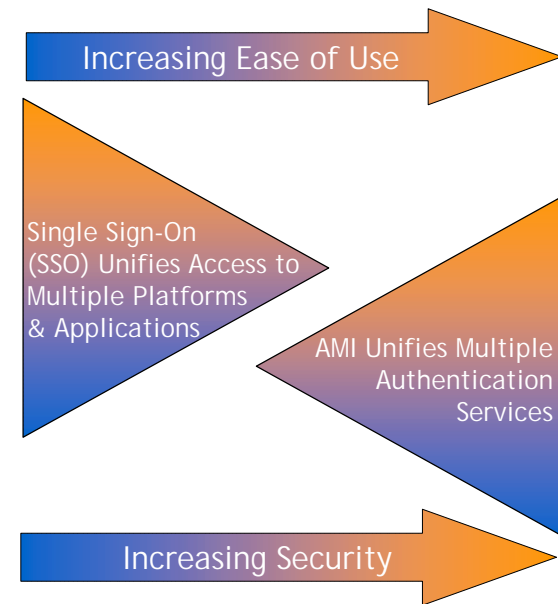 Increasing Ease of Use
Single Sign-On
(SSO) Unifies Access to
Multiple Platforms
& Applications
AMI Unifies Multiple
Authentication
Services
Increasing Security